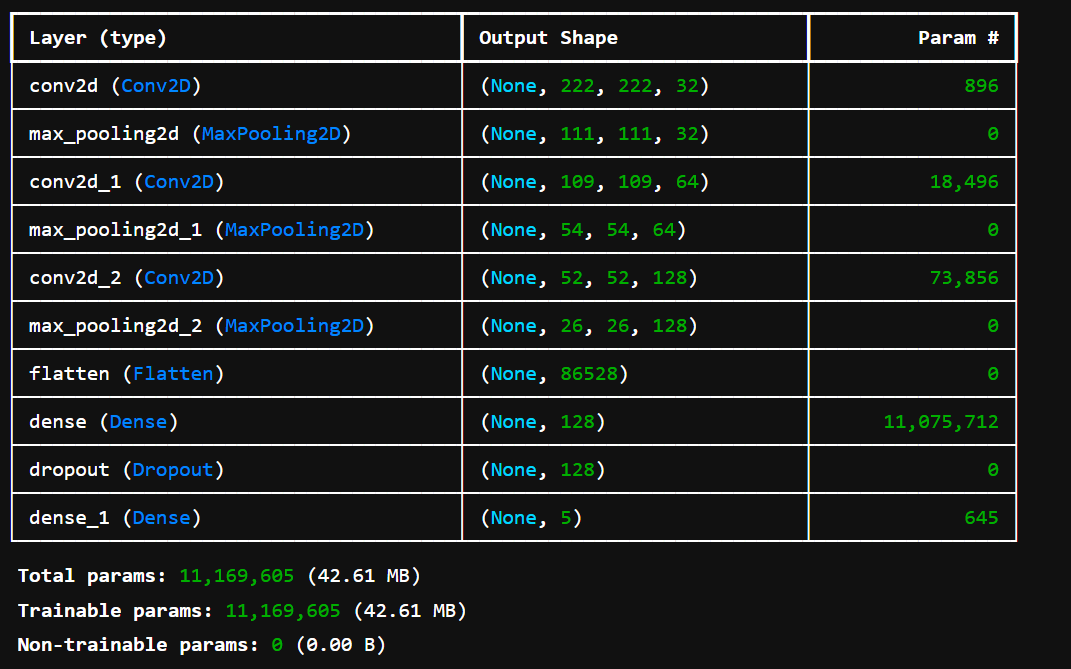 Layer (type) Output Shape Param #
conv2d (Conv2D) (None, 222, 222, 32) 896
max_pooling2d (MaxPooling2D) (None, 111, 111, 32) 0
conv2d_1 (Conv2D) (None, 109, 109, 64) 18,496
max_pooling2d_1 (MaxPooling2D) (None, 54, 54, 64) 0
conv2d_2 (Conv2D) (None, 52, 52, 128) 73,856
max_pooling2d_2 (MaxPooling2D) (None, 26, 26, 128) 0
flatten (Flatten) (None, 86528) 0
dense (Dense) (None, 128) 11,075,712
dropout (Dropout) (None, 128) 0
dense_1 (Dense) (None, 5) 645
Total params: 11,169,605 (42.61 MB)
Trainable params: 11,169,605 (42.61 MB)
Non-trainable params: 0 (0.00 B)